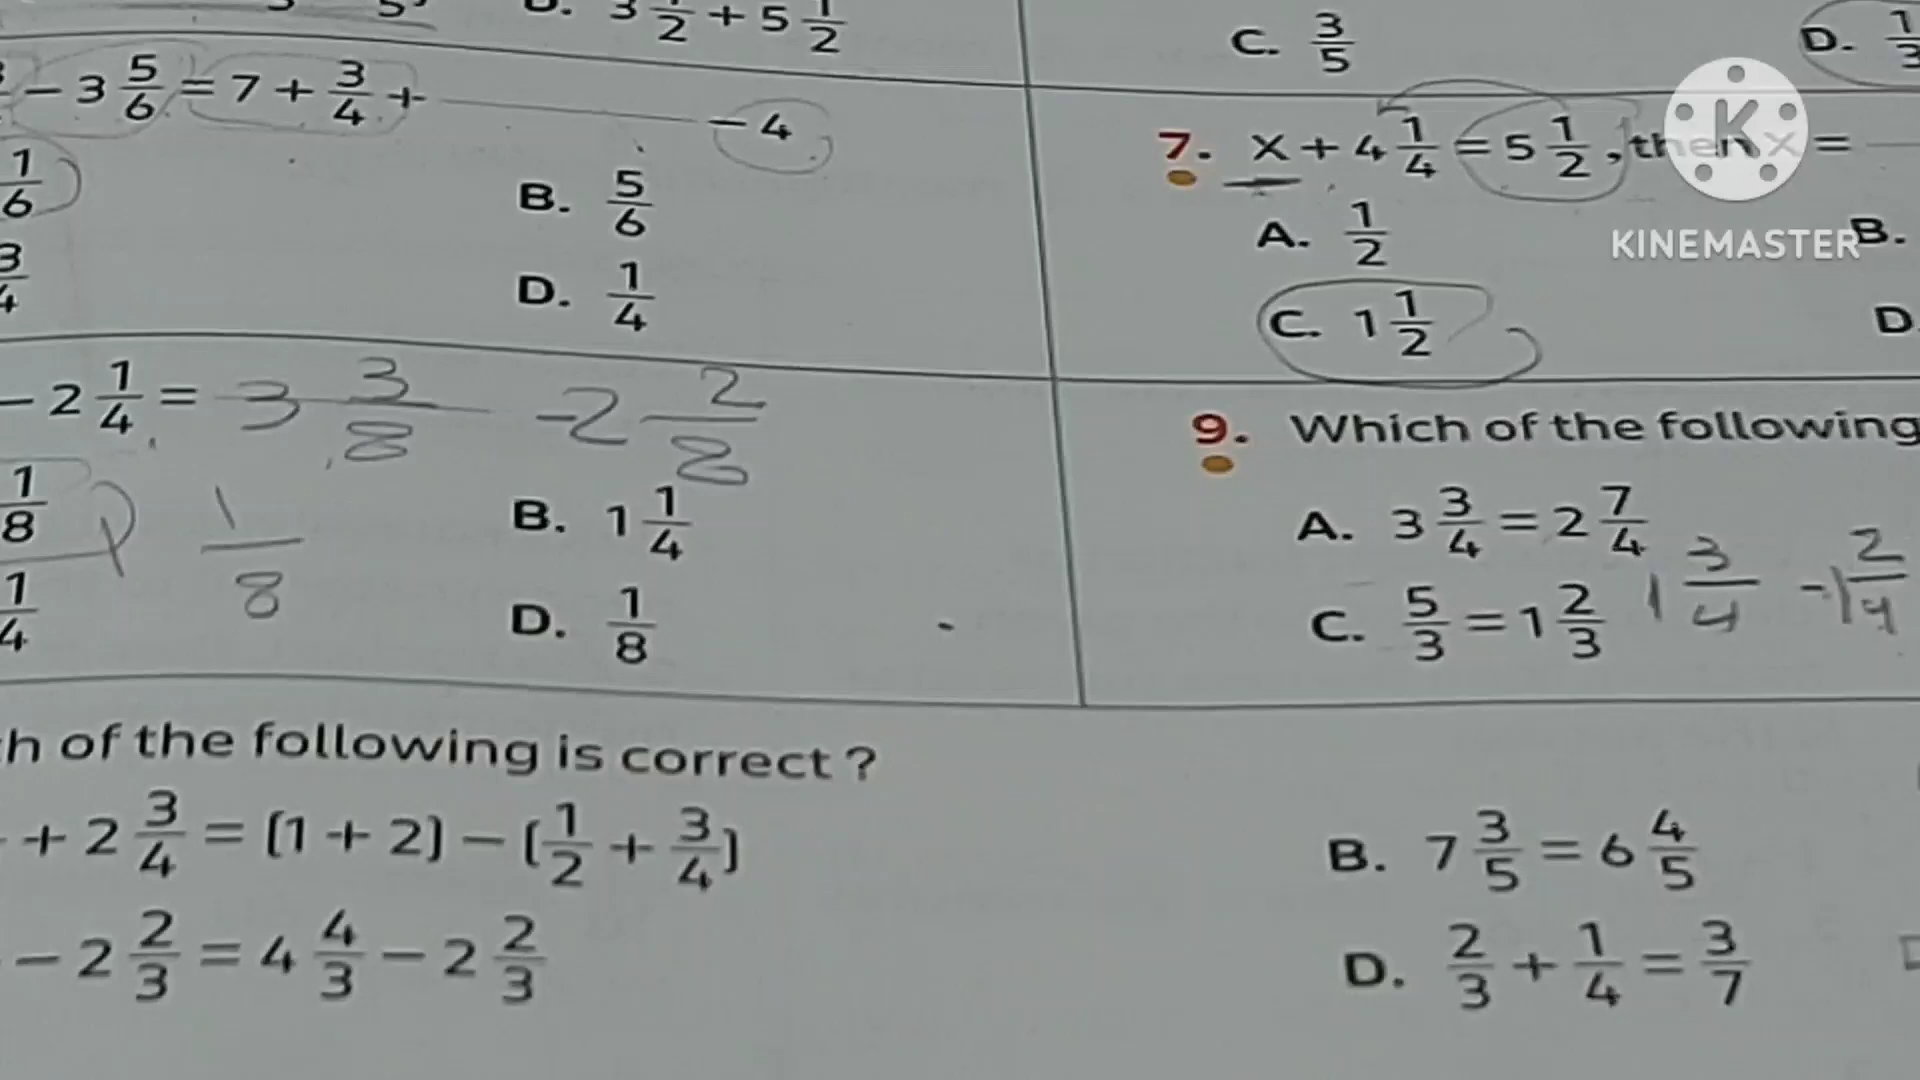 3 1/2 + 5 1/2
C. 3/5
D. 1/3
- 3 5/6 = 7 + 3/4 + - 4
1/6
B. 5/6
3/4
D. 1/4
7. x + 4 1/4 = 5 1/2, then x =
A. 1/2
B.
C. 1 1/2
D
KINEMASTER
- 2 1/4 = 3 3/8 - 2 2/8
1/8
1/8
B. 1 1/4
1/4
D. 1/8
9. Which of the following
A. 3 3/4 = 2 7/4
1 3/4 - 1 2/4
C. 5/3 = 1 2/3
h of the following is correct ?
+ 2 3/4 = (1 + 2) - (1/2 + 3/4)
B. 7 3/5 = 6 4/5
- 2 2/3 = 4 4/3 - 2 2/3
D. 2/3 + 1/4 = 3/7